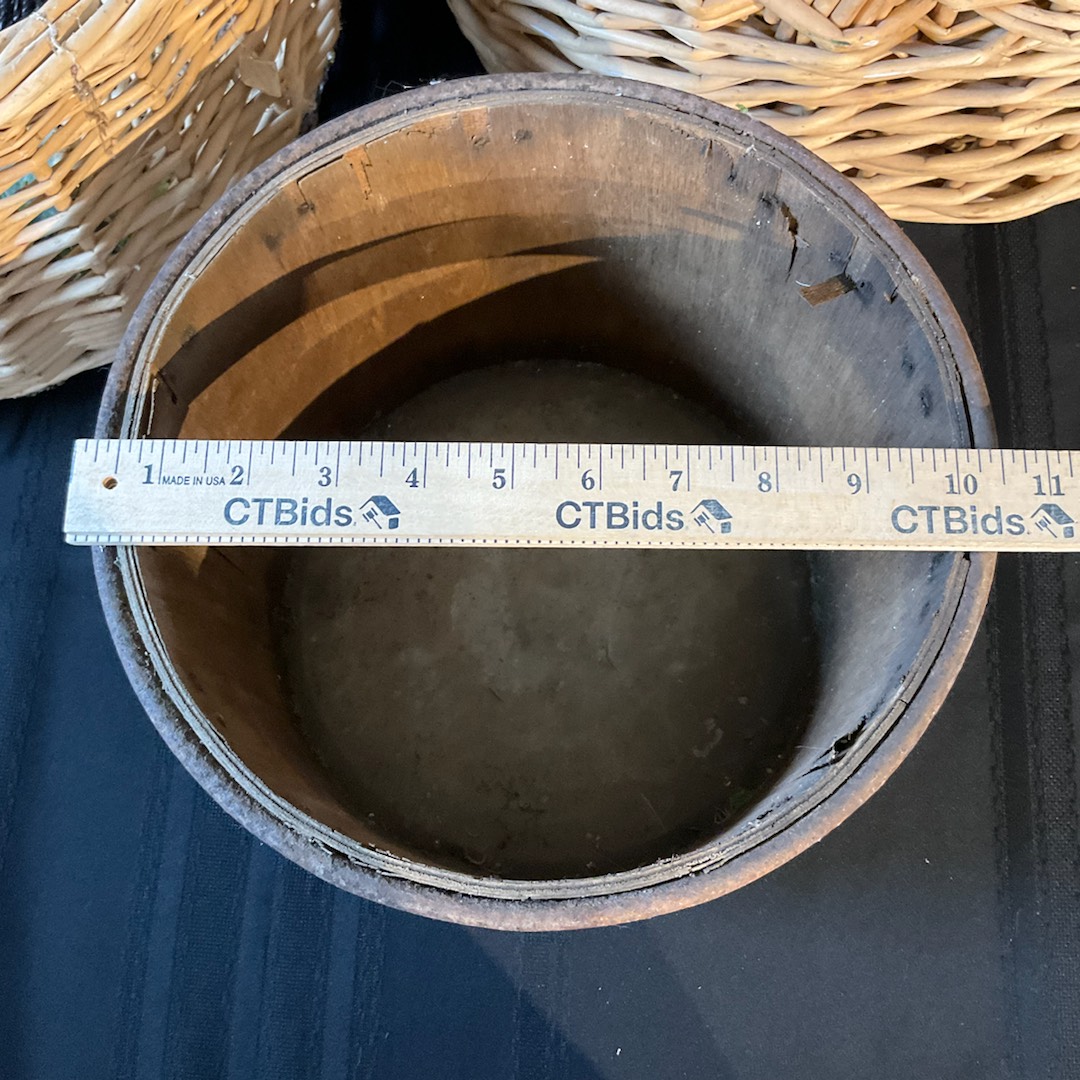 1 MADE IN USA 2 3 4 5 6 7 8 9 10 11
CTBids CTBids CTBids